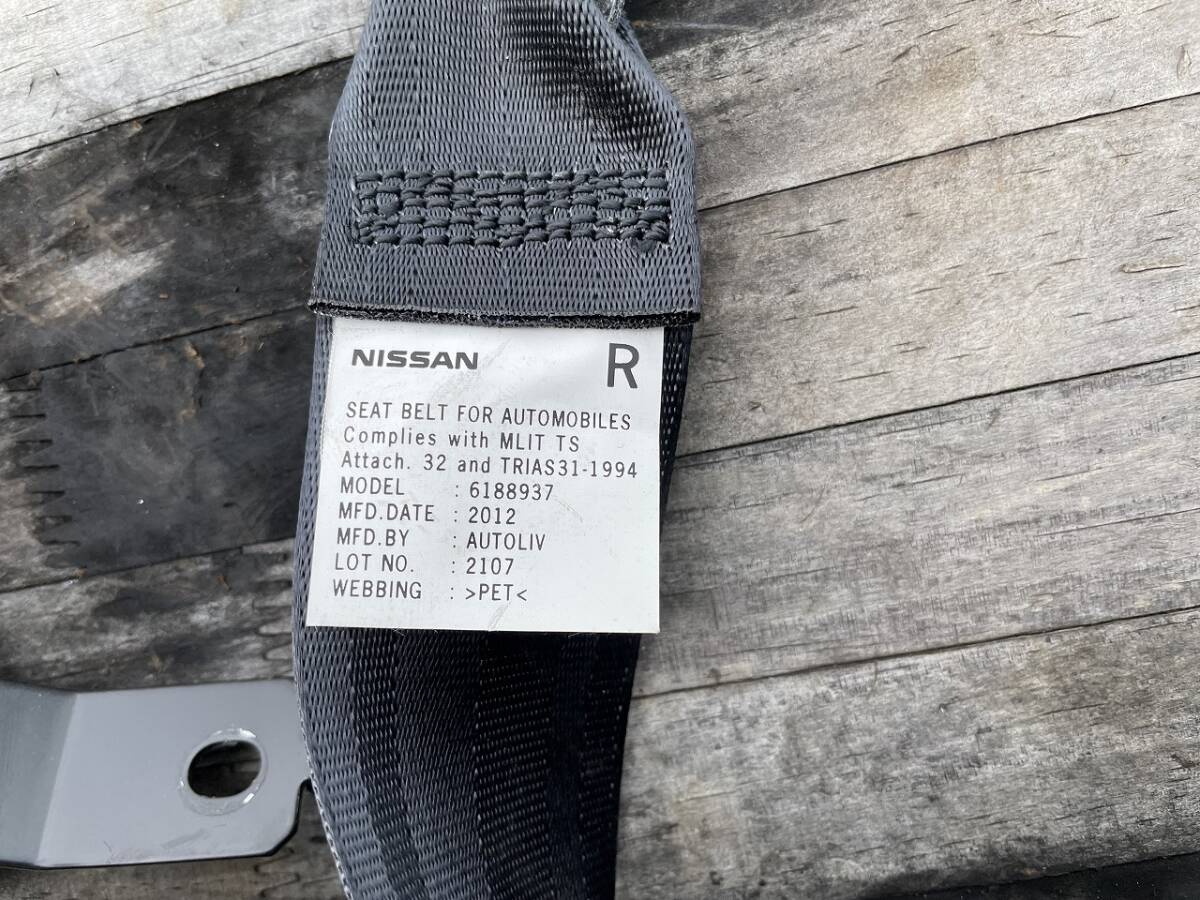 NISSAN R
SEAT BELT FOR AUTOMOBILES
Complies with MLIT TS
Attach. 32 and TRIAS31-1994
MODEL : 6188937
MFD.DATE : 2012
MFD.BY : AUTOLIV
LOT NO. : 2107
WEBBING : >PET<